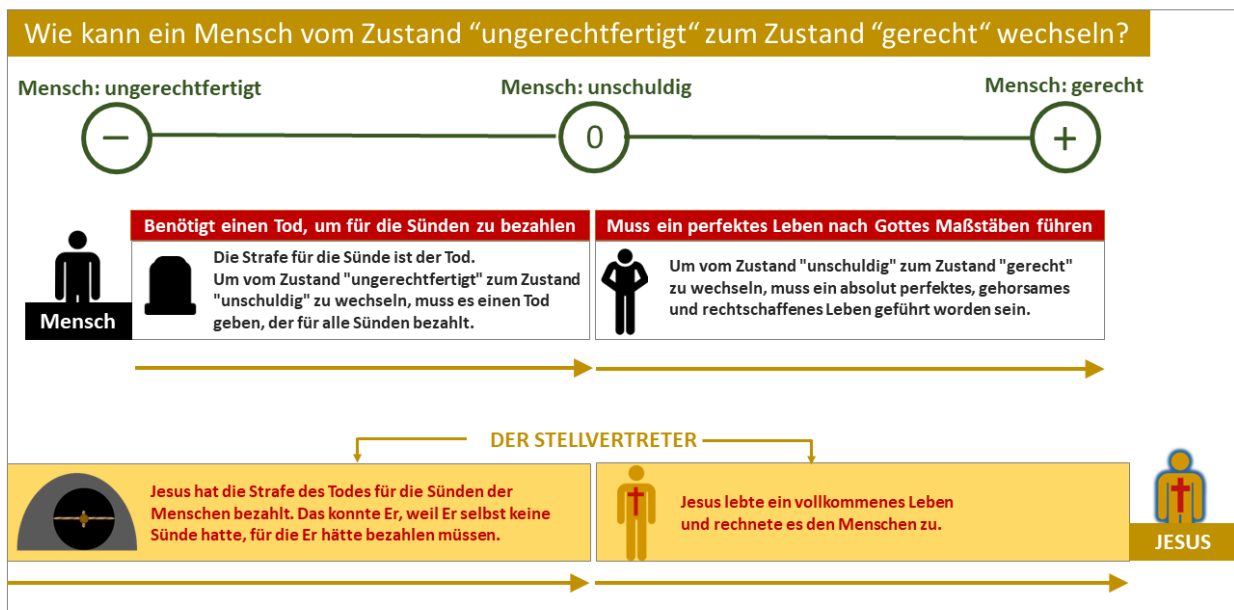 Wie kann ein Mensch vom Zustand “ungerechtfertigt“ zum Zustand “gerecht“ wechseln?
Mensch: ungerechtfertigt
Mensch: unschuldig
Mensch: gerecht
−
0
+
Benötigt einen Tod, um für die Sünden zu bezahlen
Die Strafe für die Sünde ist der Tod.
Um vom Zustand "ungerechtfertigt" zum Zustand
"unschuldig" zu wechseln, muss es einen Tod
geben, der für alle Sünden bezahlt.
Mensch
Muss ein perfektes Leben nach Gottes Maßstäben führen
Um vom Zustand "unschuldig" zum Zustand "gerecht"
zu wechseln, muss ein absolut perfektes, gehorsames
und rechtschaffenes Leben geführt worden sein.
DER STELLVERTRETER
Jesus hat die Strafe des Todes für die Sünden der
Menschen bezahlt. Das konnte Er, weil Er selbst keine
Sünde hatte, für die Er hätte bezahlen müssen.
Jesus lebte ein vollkommenes Leben
und rechnete es den Menschen zu.
JESUS